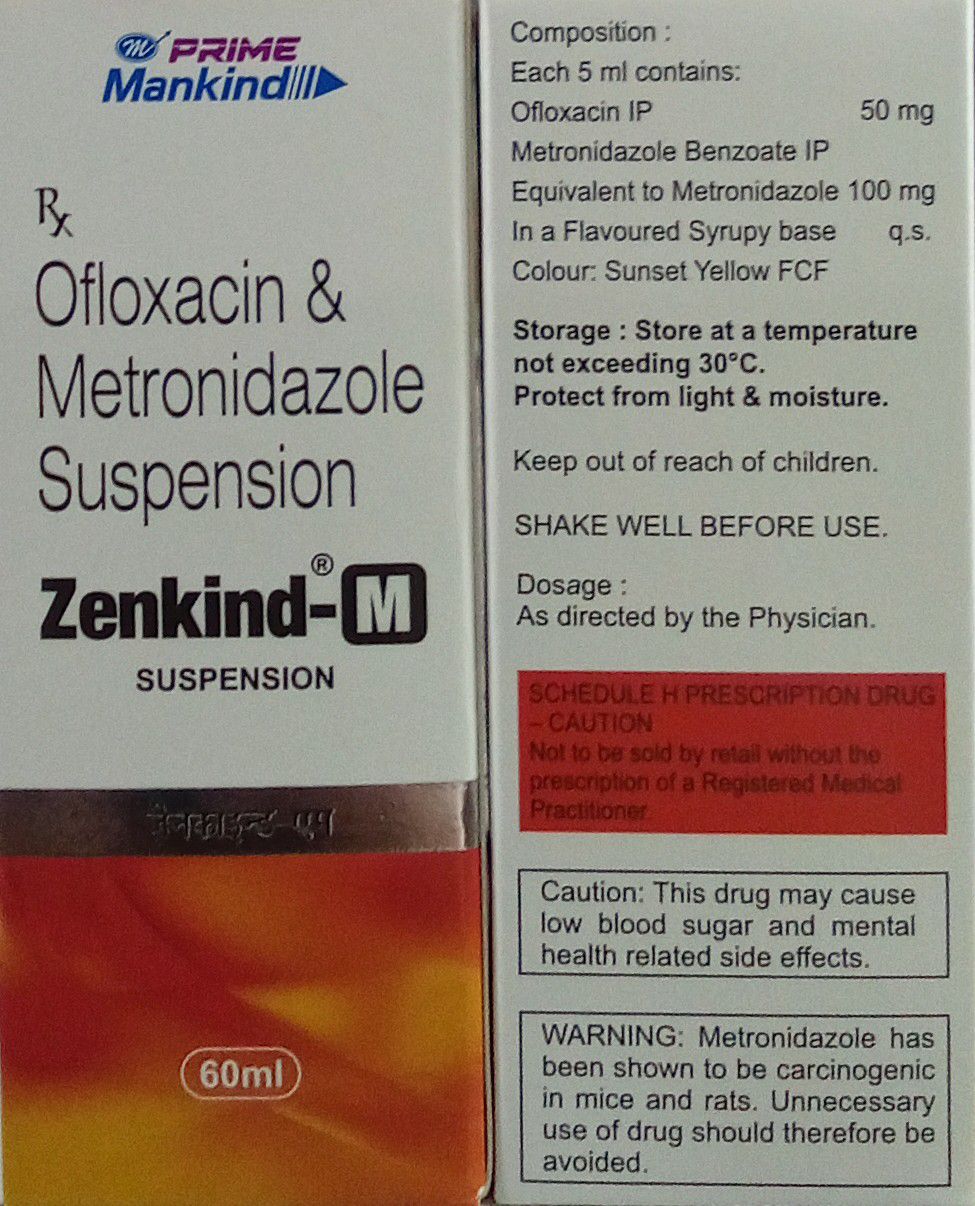 PRIME
Mankind
Rx
Ofloxacin &
Metronidazole
Suspension
Zenkind®-M
SUSPENSION
जेनकाइन्ड-एम
60ml
Composition :
Each 5 ml contains:
Ofloxacin IP 50 mg
Metronidazole Benzoate IP
Equivalent to Metronidazole 100 mg
In a Flavoured Syrupy base q.s.
Colour: Sunset Yellow FCF
Storage : Store at a temperature
not exceeding 30°C.
Protect from light & moisture.
Keep out of reach of children.
SHAKE WELL BEFORE USE.
Dosage :
As directed by the Physician.
SCHEDULE H PRESCRIPTION DRUG
– CAUTION
Not to be sold by retail without the
prescription of a Registered Medical
Practitioner.
Caution: This drug may cause
low blood sugar and mental
health related side effects.
WARNING: Metronidazole has
been shown to be carcinogenic
in mice and rats. Unnecessary
use of drug should therefore be
avoided.